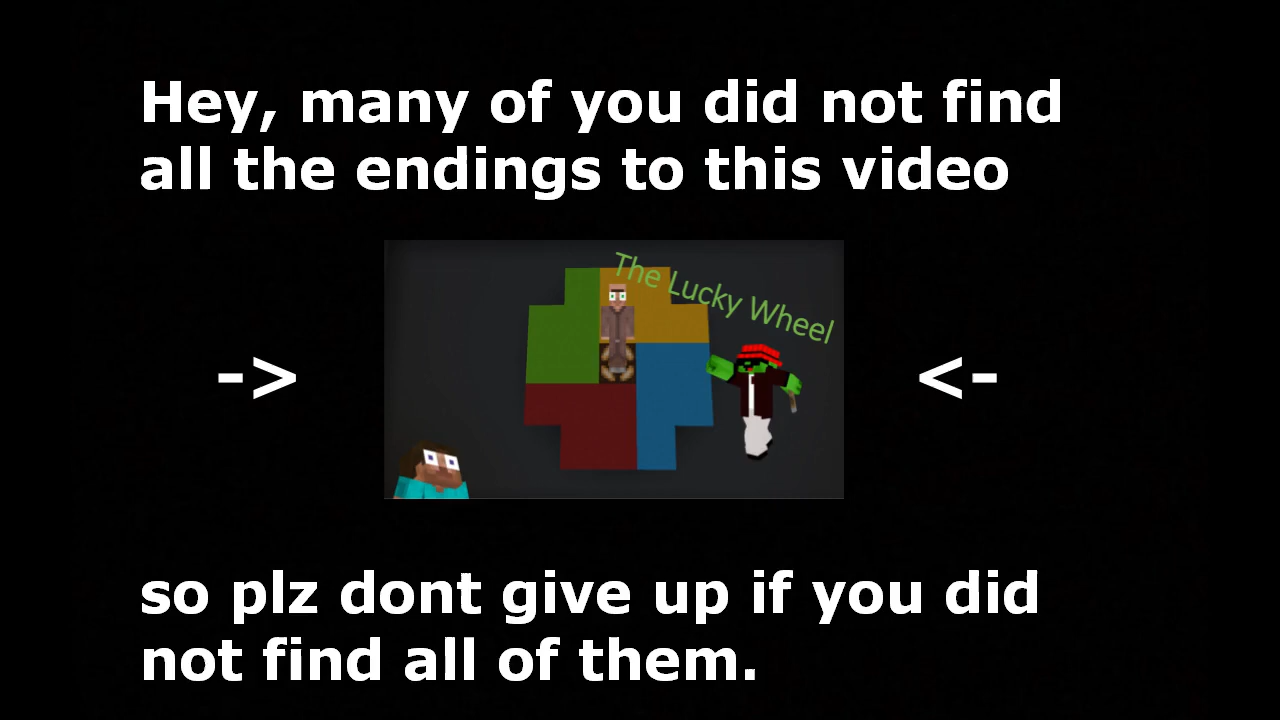 Hey, many of you did not find
all the endings to this video
The Lucky Wheel
->
<-
so plz dont give up if you did
not find all of them.